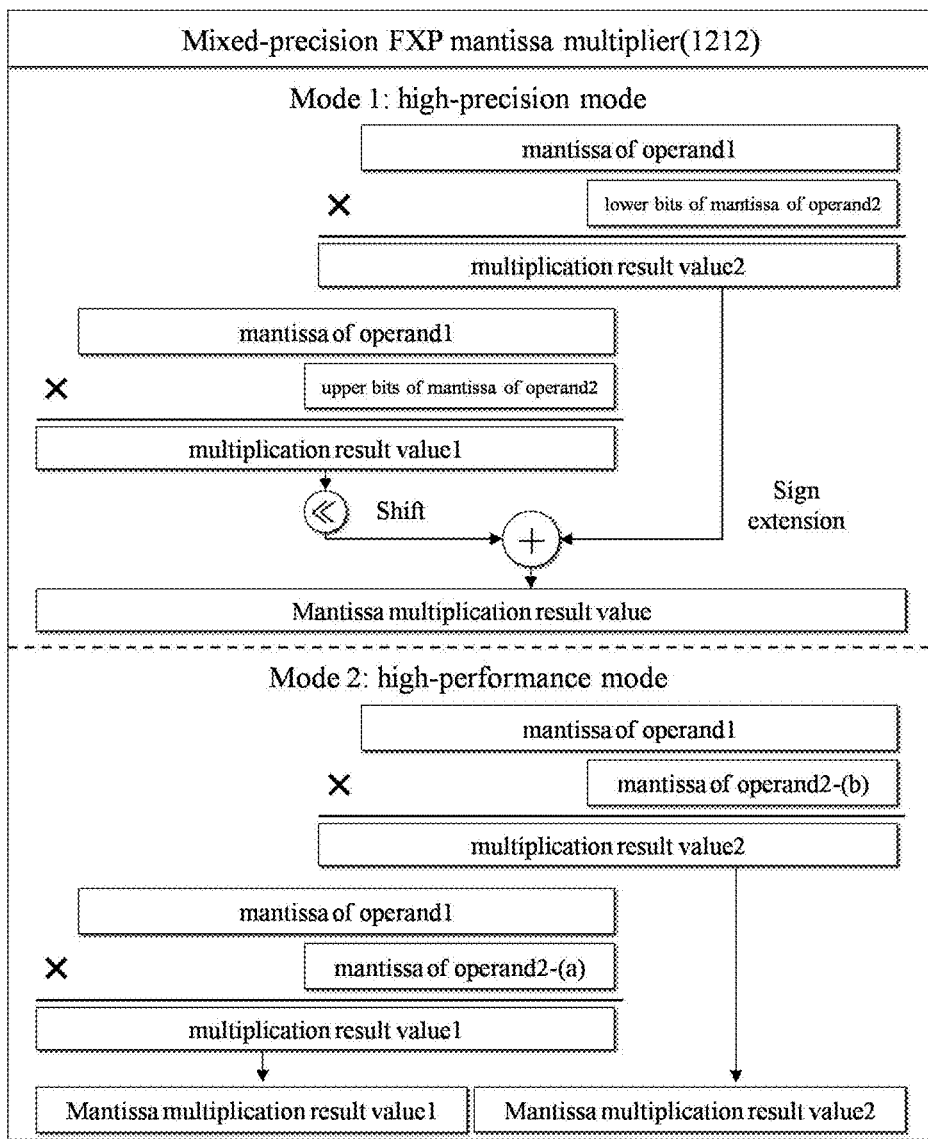 Mixed-precision FXP mantissa multiplier(1212)
Mode 1: high-precision mode
mantissa of operand1
×
lower bits of mantissa of operand2
multiplication result value2
mantissa of operand1
×
upper bits of mantissa of operand2
multiplication result value1
≪
Shift
+
Sign
extension
Mantissa multiplication result value
Mode 2: high-performance mode
mantissa of operand1
×
mantissa of operand2-(b)
multiplication result value2
mantissa of operand1
×
mantissa of operand2-(a)
multiplication result value1
Mantissa multiplication result value1
Mantissa multiplication result value2